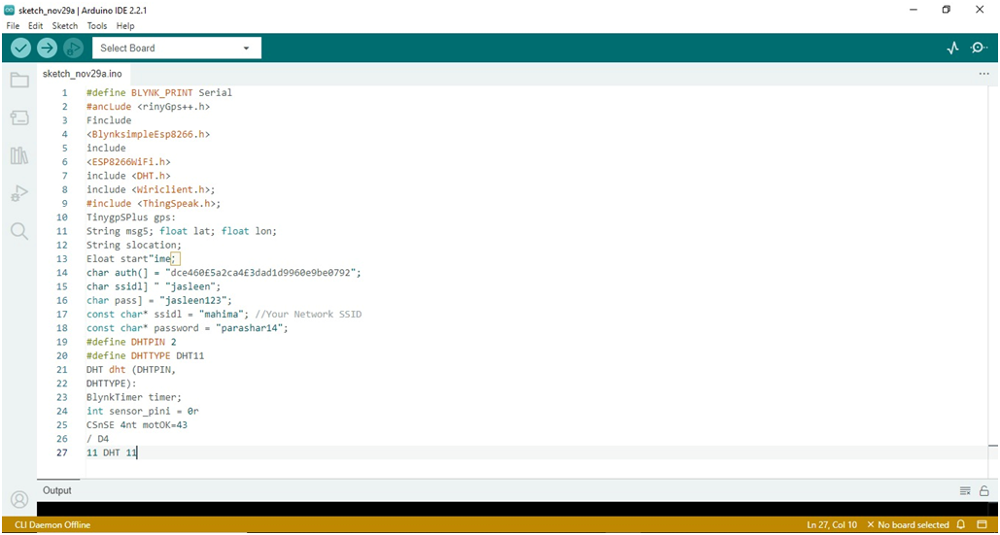 sketch_nov29a | Arduino IDE 2.2.1
File Edit Sketch Tools Help
Select Board
sketch_nov29a.ino
1 #define BLYNK_PRINT Serial
2 #ancLude <rinyGps++.h>
3 Finclude
4 <BlynksimpleEsp8266.h>
5 include
6 <ESP8266WiFi.h>
7 include <DHT.h>
8 include <Wiriclient.h>;
9 #include <ThingSpeak.h>;
10 TinygpSPlus gps:
11 String msg5; float lat; float lon;
12 String slocation;
13 Eloat start"ime;
14 char auth(] = "dce460£5a2ca4£3dad1d9960e9be0792";
15 char ssidl] " "jasleen";
16 char pass] = "jasleen123";
17 const char* ssidl = "mahima"; //Your Network SSID
18 const char* password = "parashar14";
19 #define DHTPIN 2
20 #define DHTTYPE DHT11
21 DHT dht (DHTPIN,
22 DHTTYPE):
23 BlynkTimer timer;
24 int sensor_pini = 0r
25 CSnSE 4nt motOK=43
26 / D4
27 11 DHT 11
Output
CLI Daemon Offline
Ln 27, Col 10 × No board selected